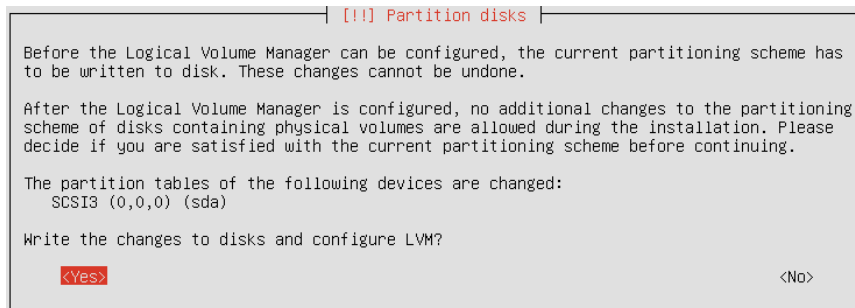 [!!] Partition disks
Before the Logical Volume Manager can be configured, the current partitioning scheme has
to be written to disk. These changes cannot be undone.
After the Logical Volume Manager is configured, no additional changes to the partitioning
scheme of disks containing physical volumes are allowed during the installation. Please
decide if you are satisfied with the current partitioning scheme before continuing.
The partition tables of the following devices are changed:
SCSI3 (0,0,0) (sda)
Write the changes to disks and configure LVM?
<Yes> <No>